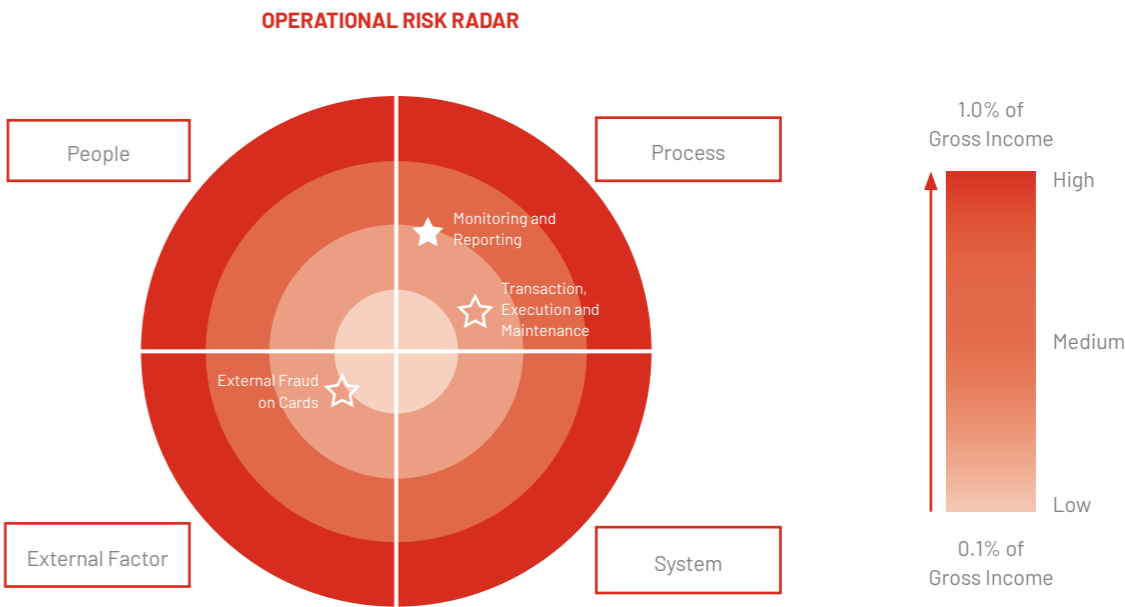 OPERATIONAL RISK RADAR
People
Process
Monitoring and
Reporting
Transaction,
Execution and
Maintenance
External Fraud
on Cards
External Factor
System
1.0% of
Gross Income
High
Medium
Low
0.1% of
Gross Income